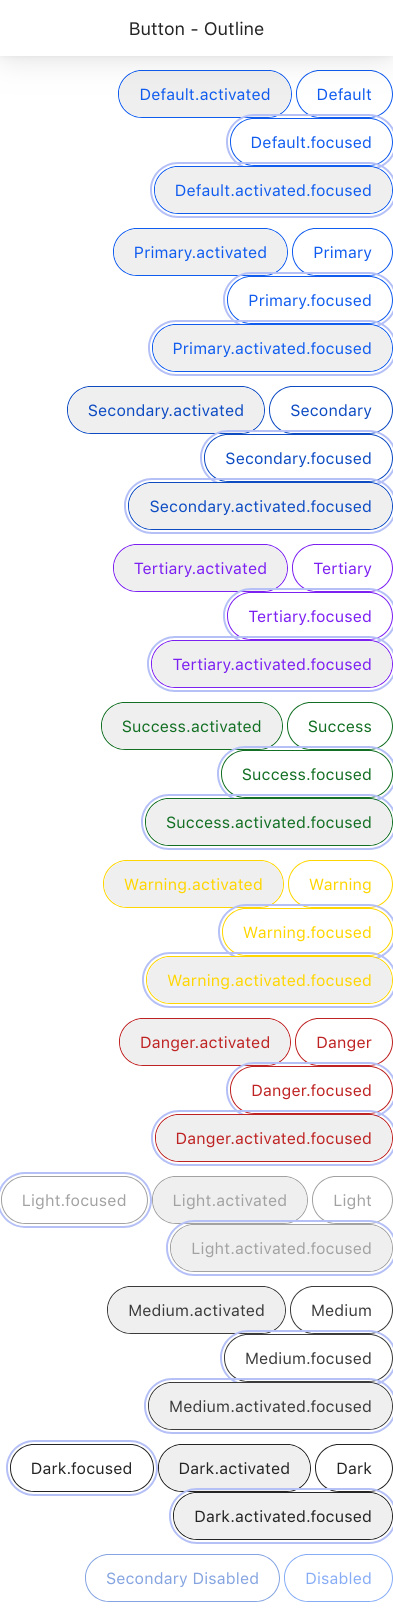 Button - Outline
Default.activated Default
Default.focused
Default.activated.focused
Primary.activated Primary
Primary.focused
Primary.activated.focused
Secondary.activated Secondary
Secondary.focused
Secondary.activated.focused
Tertiary.activated Tertiary
Tertiary.focused
Tertiary.activated.focused
Success.activated Success
Success.focused
Success.activated.focused
Warning.activated Warning
Warning.focused
Warning.activated.focused
Danger.activated Danger
Danger.focused
Danger.activated.focused
Light.focused Light.activated Light
Light.activated.focused
Medium.activated Medium
Medium.focused
Medium.activated.focused
Dark.focused Dark.activated Dark
Dark.activated.focused
Secondary Disabled Disabled